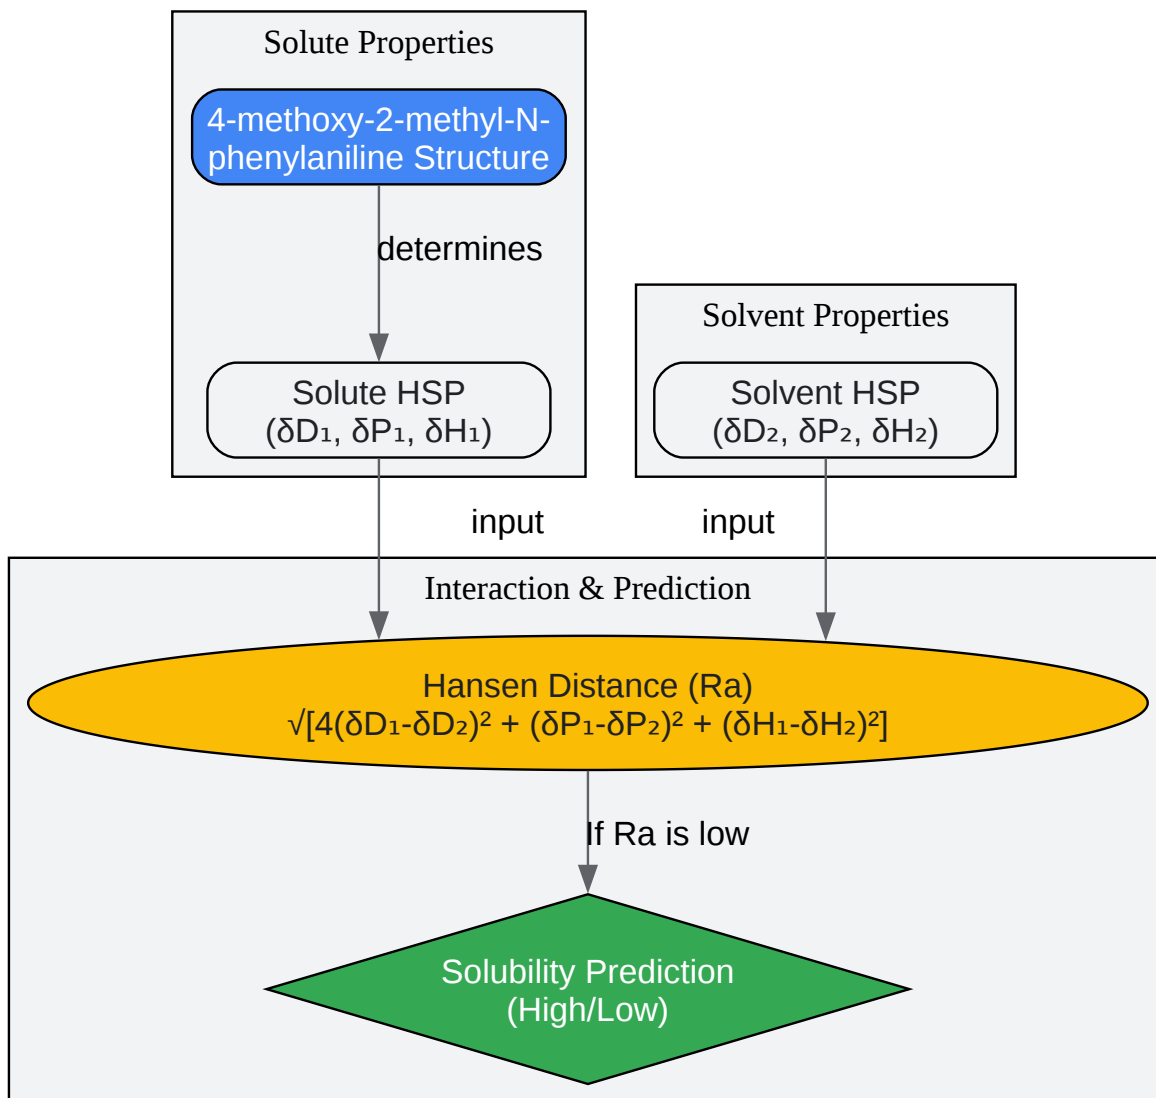 Solute Properties
4-methoxy-2-methyl-N-
phenylaniline Structure
determines
Solvent Properties
Solute HSP
(δD₁, δP₁, δH₁)
Solvent HSP
(δD₂, δP₂, δH₂)
input
input
Interaction & Prediction
Hansen Distance (Ra)
√[4(δD₁-δD₂)² + (δP₁-δP₂)² + (δH₁-δH₂)²]
If Ra is low
Solubility Prediction
(High/Low)